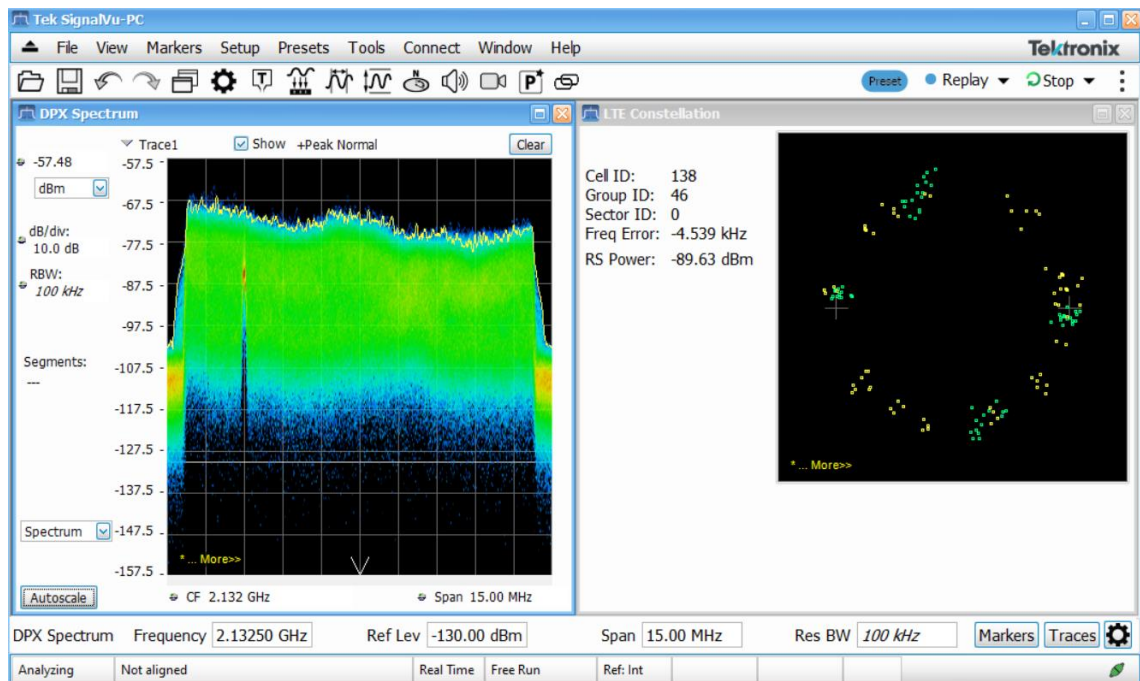 Tek SignalVu-PC
File View Markers Setup Presets Tools Connect Window Help
Tektronix
T N P* Preset Replay Stop
DPX Spectrum
Trace1 Show +Peak Normal Clear
-57.48
dBm
dB/div:
10.0 dB
RBW:
100 kHz
Segments:
---
Spectrum
Autoscale
-57.5
-67.5
-77.5
-87.5
-97.5
-107.5
-117.5
-127.5
-137.5
-147.5
-157.5
* ... More>>
CF 2.132 GHz Span 15.00 MHz
LTE Constellation
Cell ID: 138
Group ID: 46
Sector ID: 0
Freq Error: -4.539 kHz
RS Power: -89.63 dBm
* ... More>>
DPX Spectrum Frequency 2.13250 GHz Ref Lev -130.00 dBm Span 15.00 MHz Res BW 100 kHz Markers Traces
Analyzing Not aligned Real Time Free Run Ref: Int